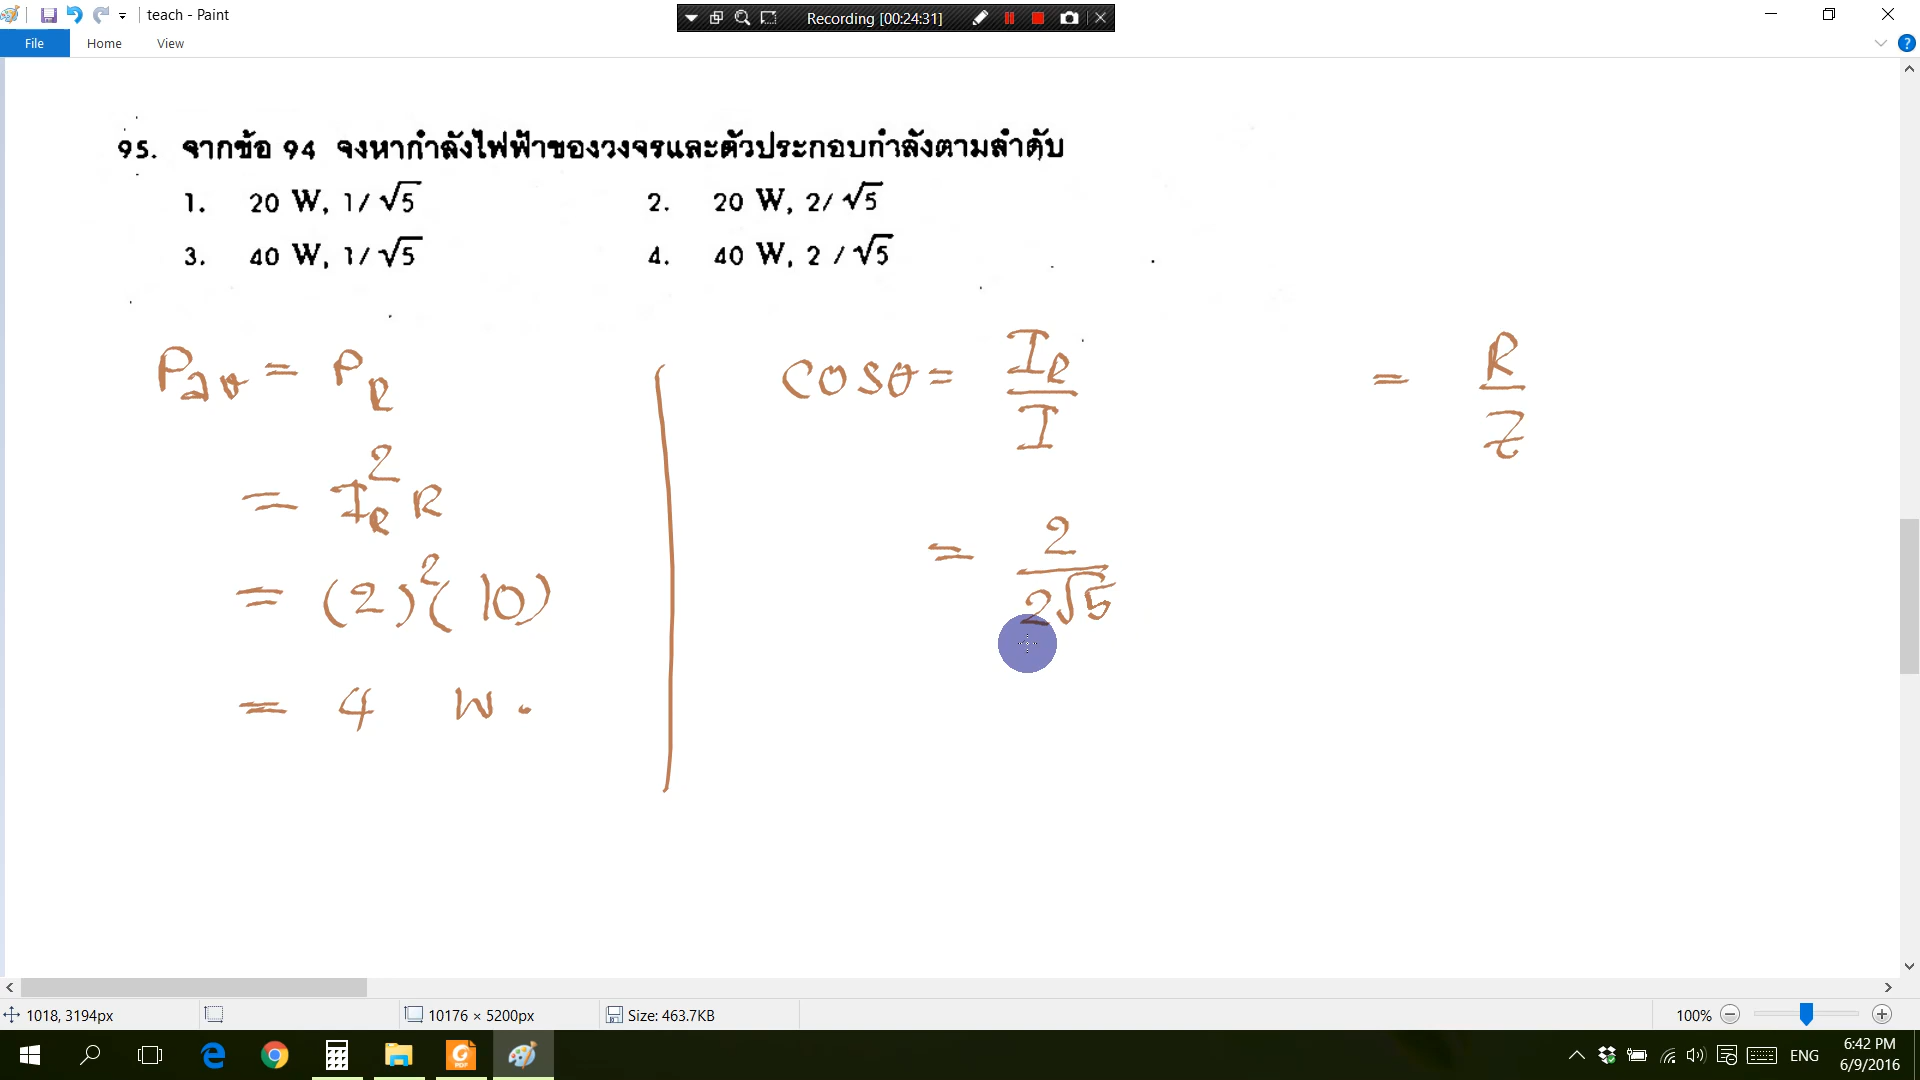 teach - Paint
Recording [00:24:31]
File Home View
95. จากข้อ 94 จงหากำลังไฟฟ้าของวงจรและตัวประกอบกำลังตามลำดับ
1. 20 W, 1/√5 2. 20 W, 2/√5
3. 40 W, 1/√5 4. 40 W, 2/√5
Pav = PR
= IR² R
= (2)²(10)
= 4 W.
cosθ = IR/I = R/Z
= 2/2√5
1018, 3194px 10176 × 5200px Size: 463.7KB 100%
ENG
6:42 PM
6/9/2016